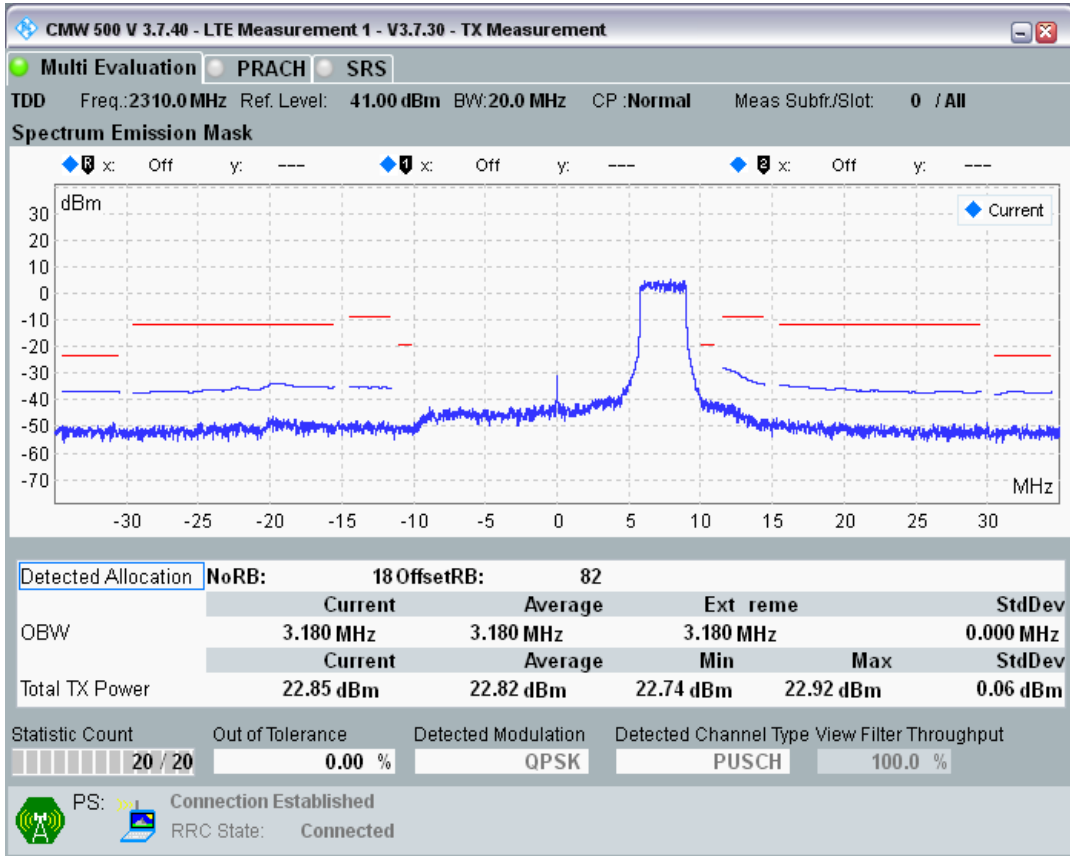 CMW 500 V 3.7.40 - LTE Measurement 1 - V3.7.30 - TX Measurement
Multi Evaluation PRACH SRS
TDD Freq.:2310.0 MHz Ref. Level: 41.00 dBm BW:20.0 MHz CP :Normal Meas Subfr./Slot: 0 / All
Spectrum Emission Mask
R x: Off y: --- 1 x: Off y: --- 2 x: Off y: ---
dBm
Current
30
20
10
0
-10
-20
-30
-40
-50
-60
-70
MHz
-30 -25 -20 -15 -10 -5 0 5 10 15 20 25 30
Detected Allocation NoRB: 18 OffsetRB: 82
Current Average Ext reme StdDev
OBW 3.180 MHz 3.180 MHz 3.180 MHz 0.000 MHz
Current Average Min Max StdDev
Total TX Power 22.85 dBm 22.82 dBm 22.74 dBm 22.92 dBm 0.06 dBm
Statistic Count Out of Tolerance Detected Modulation Detected Channel Type View Filter Throughput
20 / 20 0.00 % QPSK PUSCH 100.0 %
PS: Connection Established
RRC State: Connected